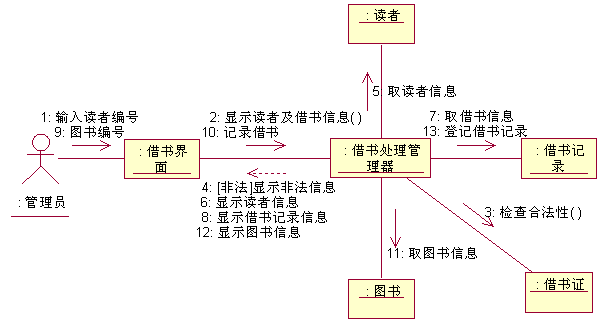 : 读者
5: 取读者信息
1: 输入读者编号
9: 图书编号
2: 显示读者及借书信息( )
10: 记录借书
7: 取借书信息
13: 登记借书记录
: 借书界
面
: 借书处理管
理器
: 借书记
录
: 管理员
4: [非法]显示非法信息
6: 显示读者信息
8: 显示借书记录信息
12: 显示图书信息
3: 检查合法性( )
11: 取图书信息
: 图书
: 借书证